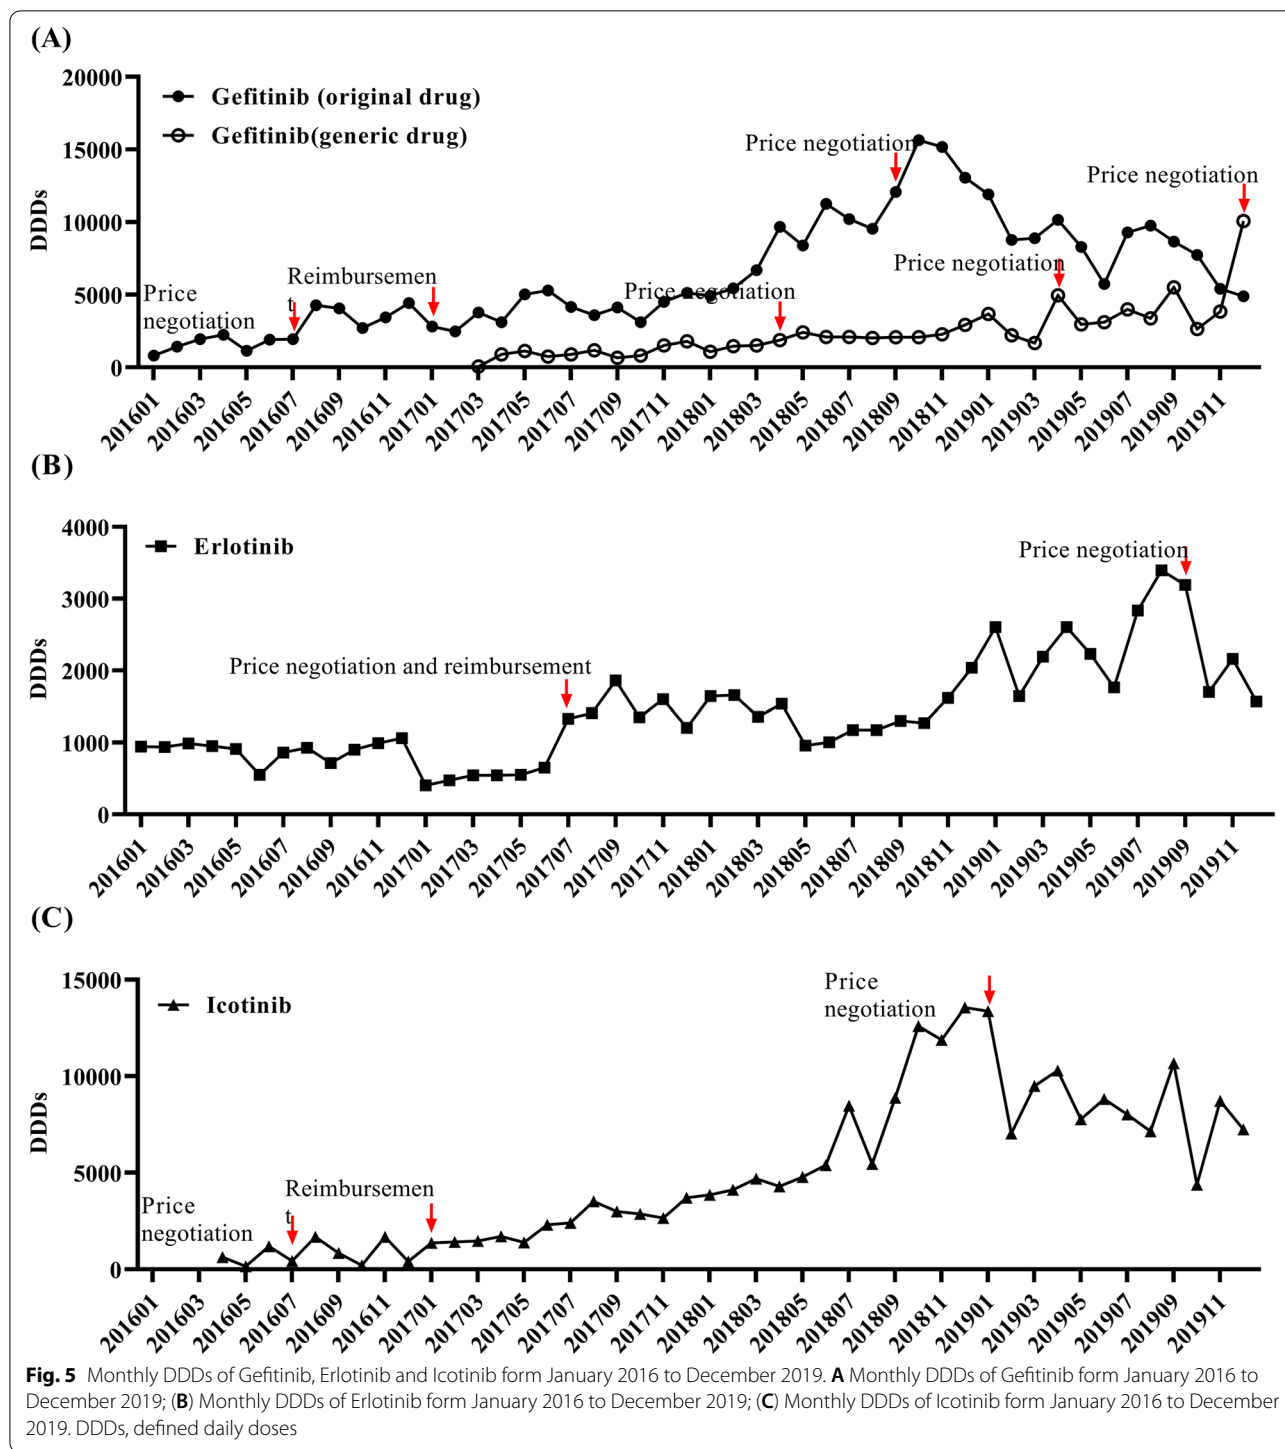 (A)
20000
15000
10000
5000
0
DDDs
Gefitinib (original drug)
Gefitinib(generic drug)
Price negotiation
Price negotiation
Price negotiation
Price negotiation
Price
negotiation
Reimbursemen
t
201601
201603
201605
201607
201609
201611
201701
201703
201705
201707
201709
201711
201801
201803
201805
201807
201809
201811
201901
201903
201905
201907
201909
201911
(B)
4000
3000
2000
1000
0
DDDs
Erlotinib
Price negotiation
Price negotiation and reimbursement
201601
201603
201605
201607
201609
201611
201701
201703
201705
201707
201709
201711
201801
201803
201805
201807
201809
201811
201901
201903
201905
201907
201909
201911
(C)
15000
10000
5000
0
DDDs
Icotinib
Price
negotiation
Price
negotiation
Reimbursemen
t
201601
201603
201605
201607
201609
201611
201701
201703
201705
201707
201709
201711
201801
201803
201805
201807
201809
201811
201901
201903
201905
201907
201909
201911
Fig. 5 Monthly DDDs of Gefitinib, Erlotinib and Icotinib form January 2016 to December 2019. A Monthly DDDs of Gefitinib form January 2016 to
December 2019; (B) Monthly DDDs of Erlotinib form January 2016 to December 2019; (C) Monthly DDDs of Icotinib form January 2016 to December
2019. DDDs, defined daily doses